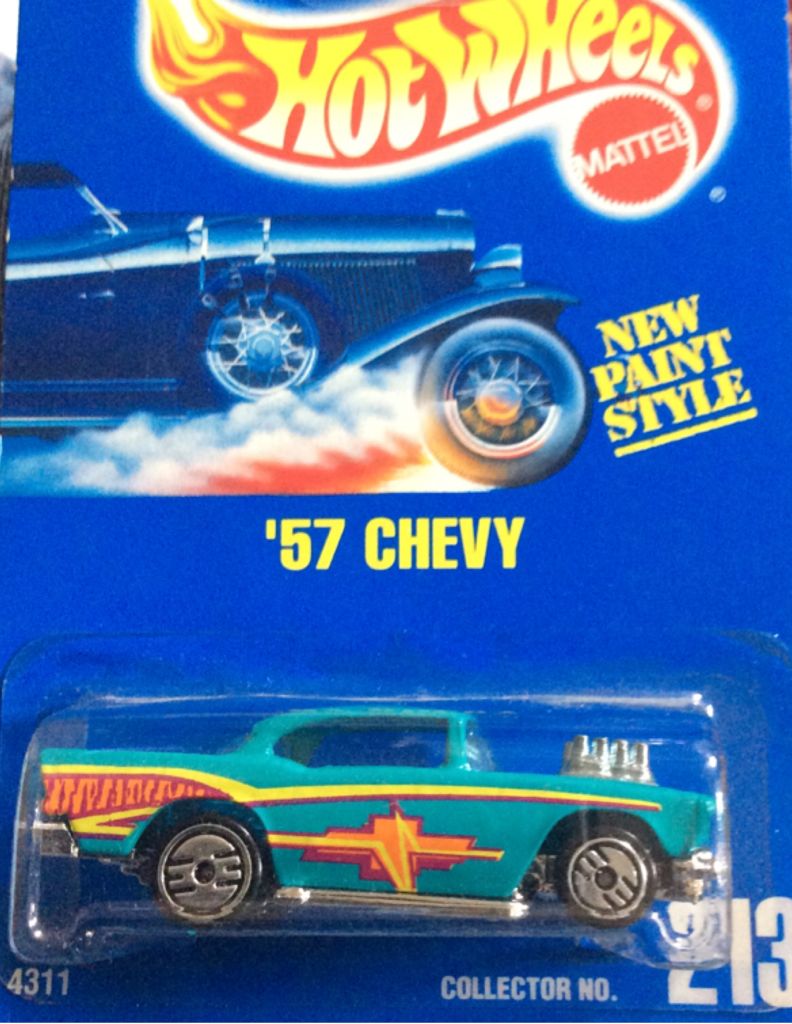 HOT WHEELS ®
MATTEL
®
NEW
PAINT
STYLE
'57 CHEVY
4311
COLLECTOR NO. 213